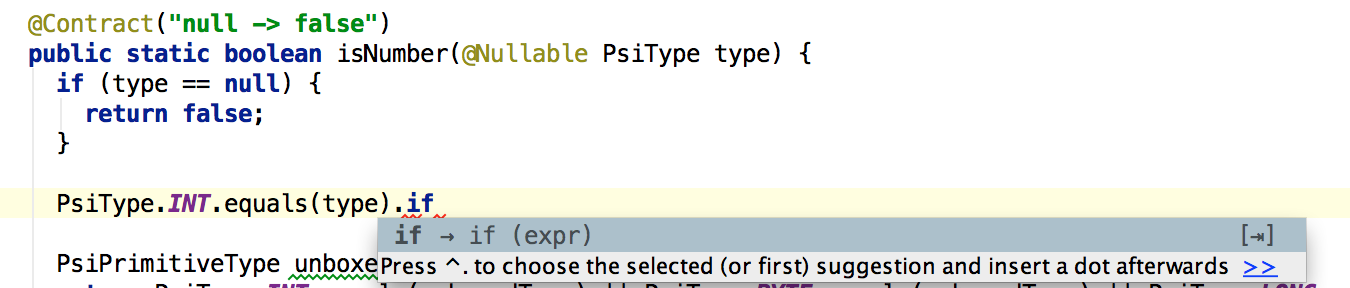 @Contract("null -> false")
public static boolean isNumber(@Nullable PsiType type) {
if (type == null) {
return false;
}
PsiType.INT.equals(type).if
if → if (expr) [⇥]
PsiPrimitiveType unboxe
Press ^. to choose the selected (or first) suggestion and insert a dot afterwards >>